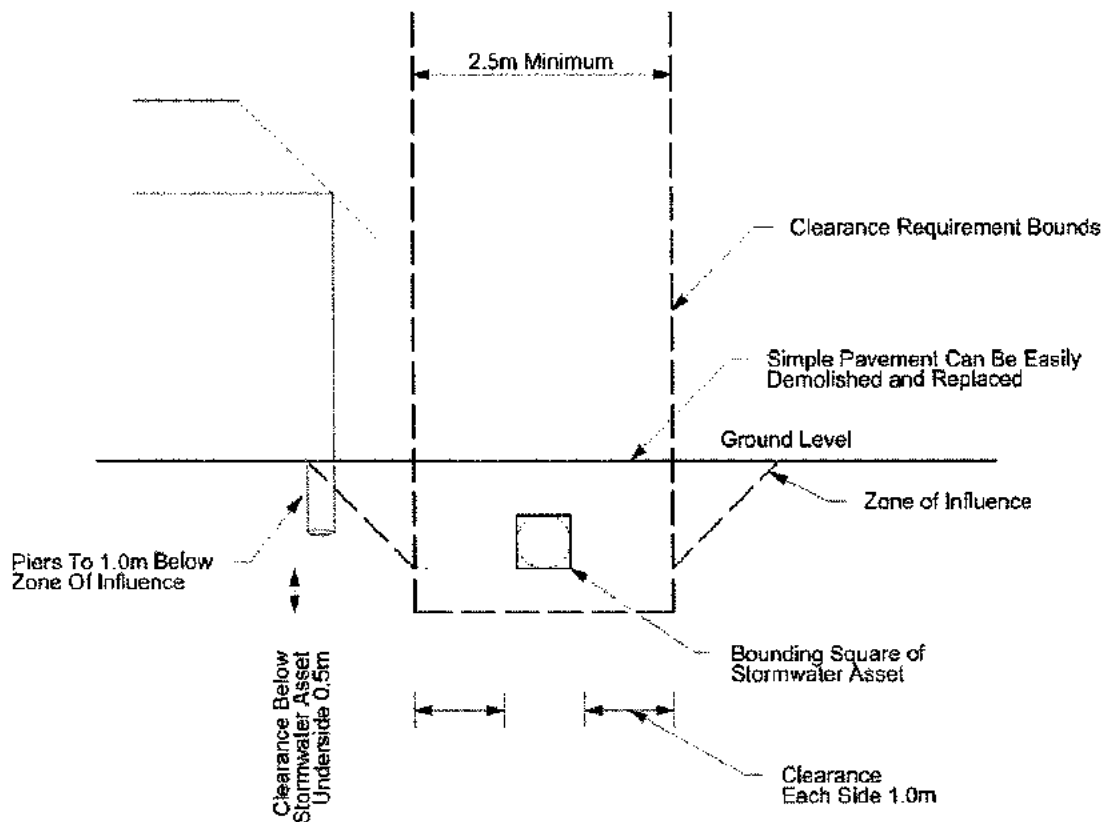 2.5m Minimum
Clearance Requirement Bounds
Simple Pavement Can Be Easily
Demolished and Replaced
Ground Level
Zone of Influence
Piers To 1.0m Below
Zone Of Influence
Clearance Below
Stormwater Asset
Underside 0.5m
Bounding Square of
Stormwater Asset
Clearance
Each Side 1.0m